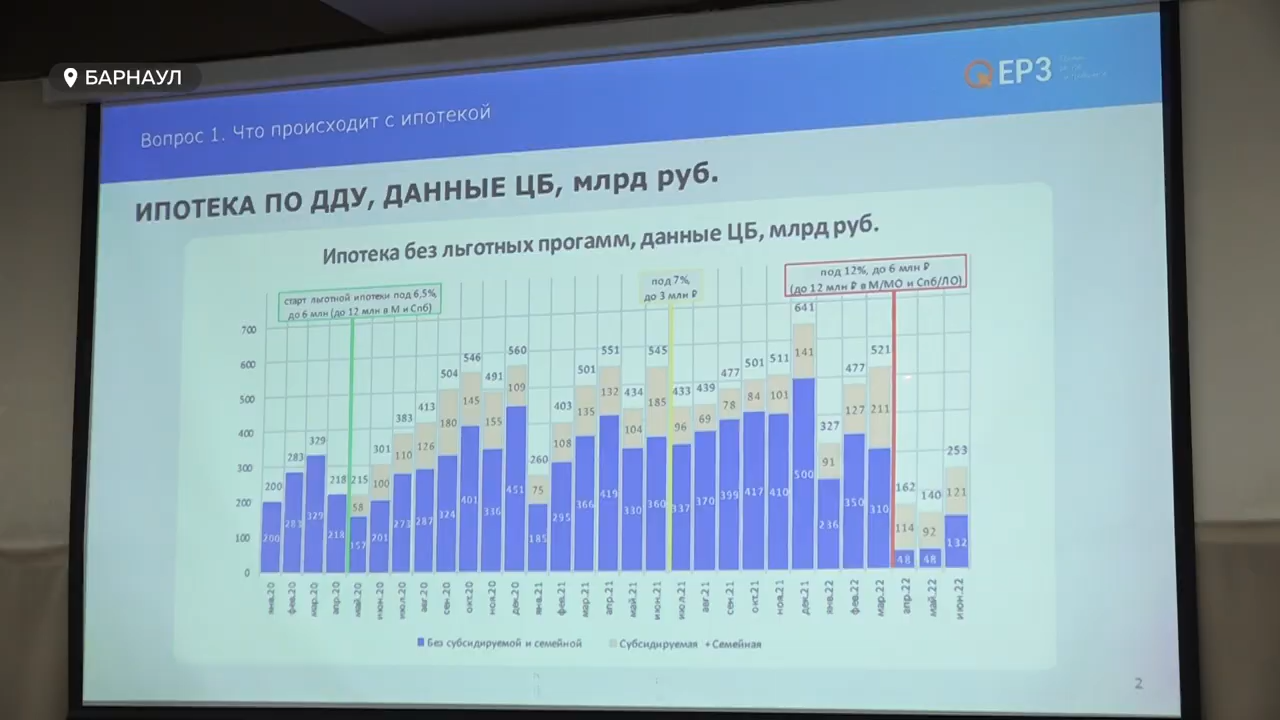 БАРНАУЛ
ЕРЗ
Вопрос 1. Что происходит с ипотекой
ИПОТЕКА ПО ДДУ, ДАННЫЕ ЦБ, млрд руб.
Ипотека без льготных прогамм, данные ЦБ, млрд руб.
старт льготной ипотеки под 6,5%,
до 6 млн (до 12 млн в М и Спб)
под 7%,
до 3 млн ₽
под 12%, до 6 млн ₽
(до 12 млн ₽ в М/МО и Спб/ЛО)
700
600
500
400
300
200
100
0
200 283 329 218 215 301 383 413 504 546 491 560 260 403 501 551 434 545 433 439 477 501 511 641 327 477 521 162 140 253
58 100 110 126 180 145 155 109 75 108 135 132 104 185 96 69 78 84 101 141 91 127 211 114 92 121
200 283 329 218 157 201 273 287 324 401 336 451 185 295 366 419 330 360 337 370 399 417 410 500 236 350 310 48 48 132
янв.20 фев.20 мар.20 апр.20 май.20 июн.20 июл.20 авг.20 сен.20 окт.20 ноя.20 дек.20 янв.21 фев.21 мар.21 апр.21 май.21 июн.21 июл.21 авг.21 сен.21 окт.21 ноя.21 дек.21 янв.22 фев.22 мар.22 апр.22 май.22 июн.22
Без субсидируемой и семейной Субсидируемая + Семейная
2